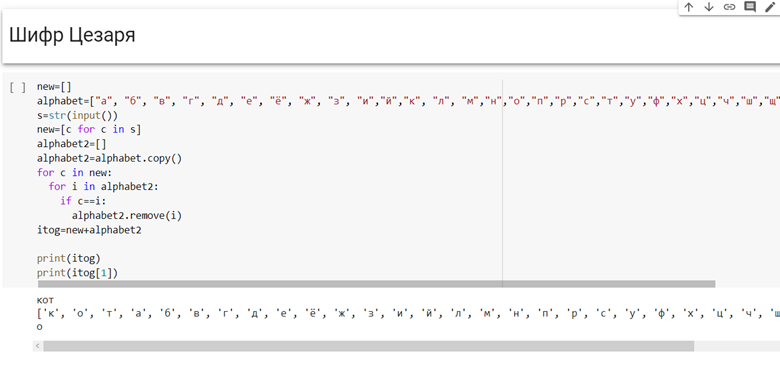 Шифр Цезаря
[ ]
new=[]
alphabet=["а", "б", "в", "г", "д", "е", "ё", "ж", "з", "и","й","к", "л", "м","н","о","п","р","с","т","у","ф","х","ц","ч","ш","щ"
s=str(input())
new=[c for c in s]
alphabet2=[]
alphabet2=alphabet.copy()
for c in new:
for i in alphabet2:
if c==i:
alphabet2.remove(i)
itog=new+alphabet2
print(itog)
print(itog[1])
кот
['к', 'о', 'т', 'а', 'б', 'в', 'г', 'д', 'е', 'ё', 'ж', 'з', 'и', 'й', 'л', 'м', 'н', 'п', 'р', 'с', 'у', 'ф', 'х', 'ц', 'ч', 'ш
о